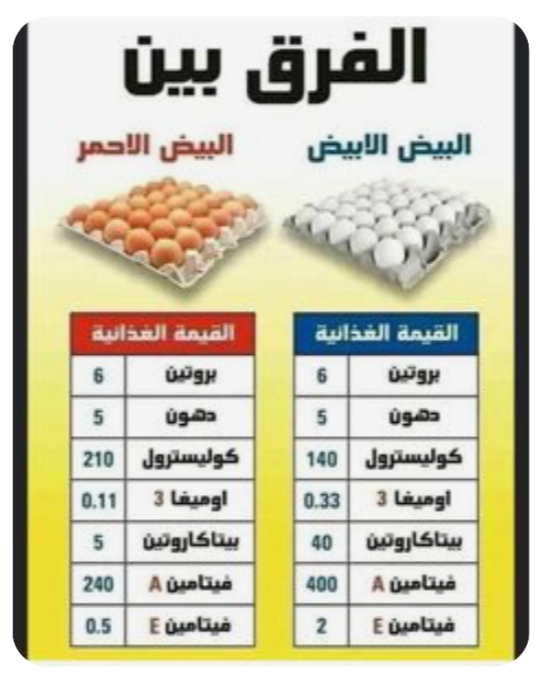 الفرق بين
البيض الابيض
البيض الاحمر
القيمة الغذائية
بروتين 6
دهون 5
كوليسترول 140
اوميغا 3 0.33
بيتاكاروتين 40
فيتامين A 400
فيتامين E 2
القيمة الغذائية
بروتين 6
دهون 5
كوليسترول 210
اوميغا 3 0.11
بيتاكاروتين 5
فيتامين A 240
فيتامين E 0.5